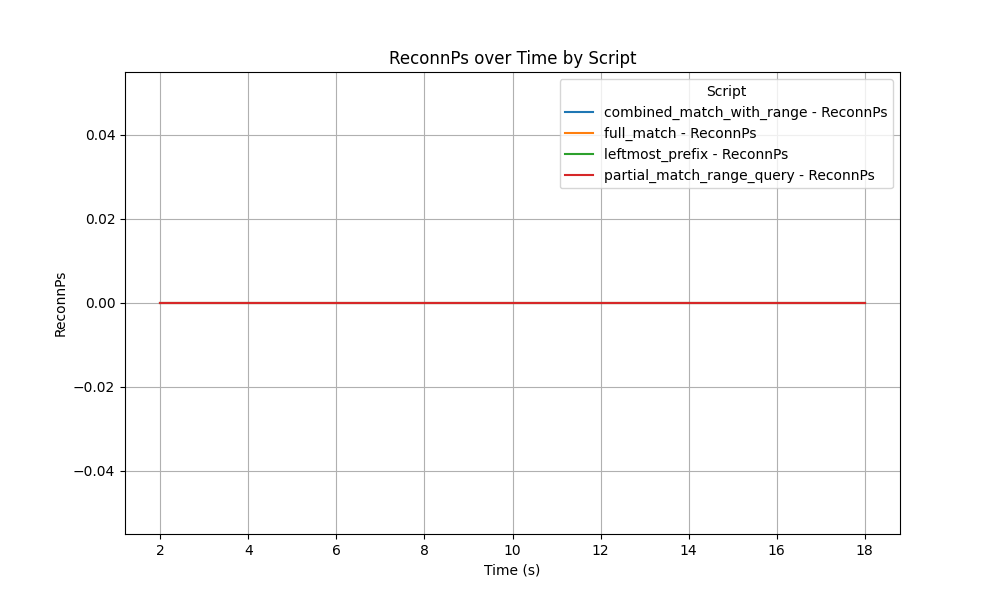 ReconnPs over Time by Script
Script
combined_match_with_range - ReconnPs
full_match - ReconnPs
leftmost_prefix - ReconnPs
partial_match_range_query - ReconnPs
ReconnPs
0.04
0.02
0.00
−0.02
−0.04
2 4 6 8 10 12 14 16 18
Time (s)